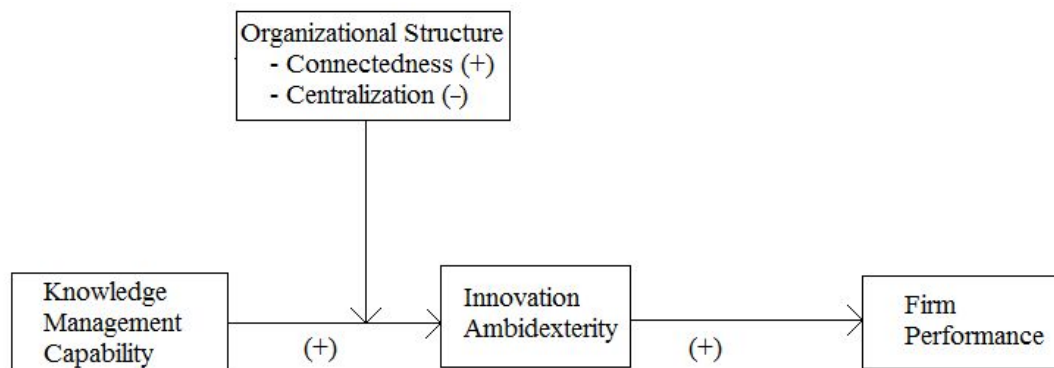 Organizational Structure
- Connectedness (+)
- Centralization (-)
Knowledge
Management
Capability
(+)
Innovation
Ambidexterity
(+)
Firm
Performance